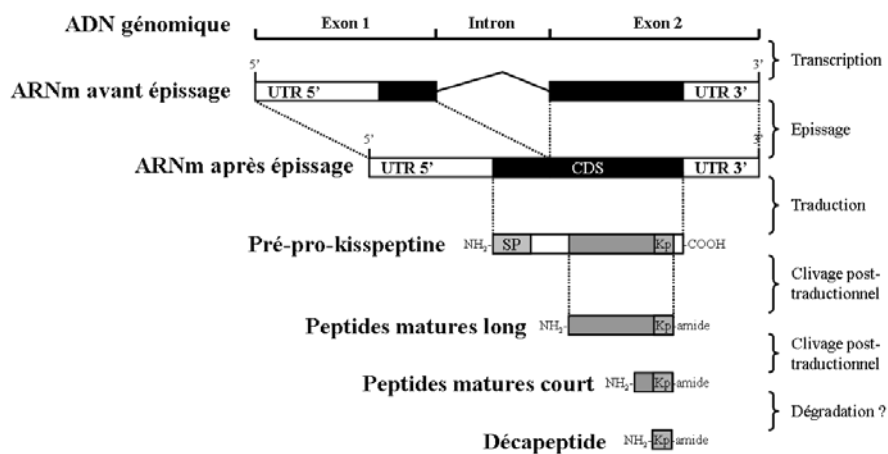 ADN génomique
Exon 1
Intron
Exon 2
Transcription
5’
3’
ARNm avant épissage
UTR 5’
UTR 3’
Epissage
5’
3’
ARNm après épissage
UTR 5’
CDS
UTR 3’
Traduction
Pré-pro-kisspeptine
NH2-
SP
Kp
-COOH
Clivage post-
traductionnel
Peptides matures long
NH2-
Kp
-amide
Clivage post-
traductionnel
Peptides matures court
NH2-
Kp
-amide
Dégradation ?
Décapeptide
NH2-
Kp
-amide